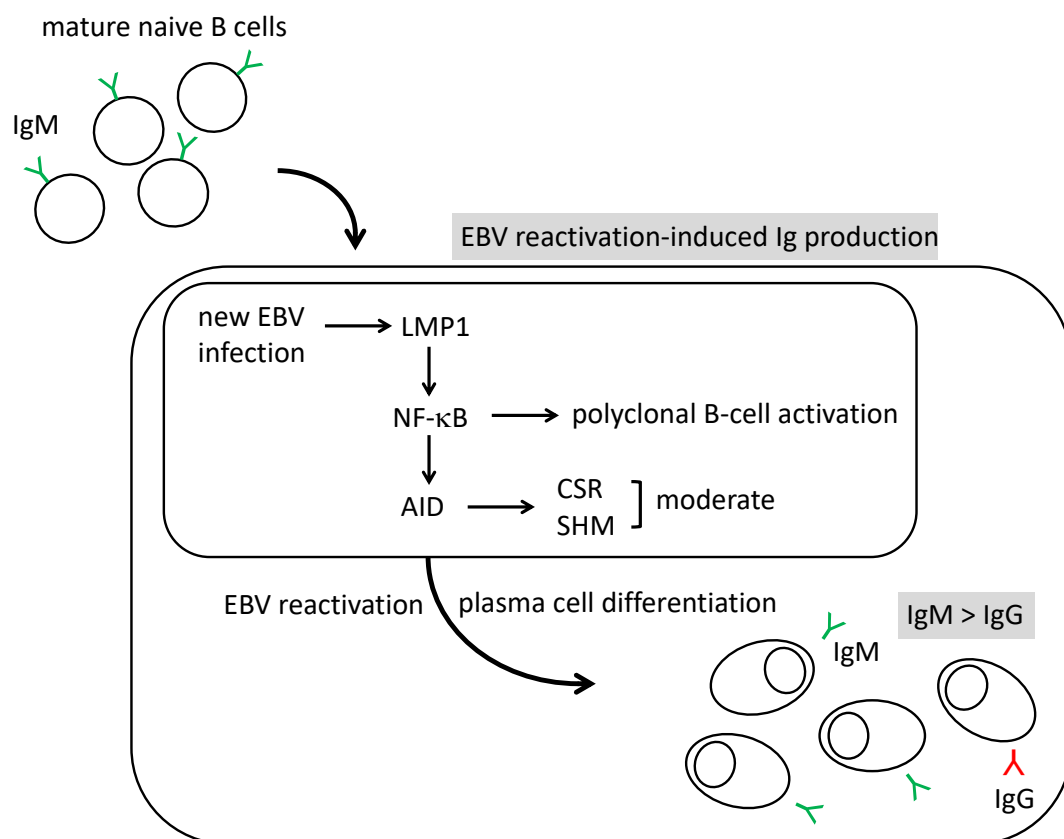 mature naive B cells
IgM
EBV reactivation-induced Ig production
new EBV
infection
LMP1
NF-κB
polyclonal B-cell activation
AID
CSR
SHM
moderate
EBV reactivation
plasma cell differentiation
IgM > IgG
IgM
IgG